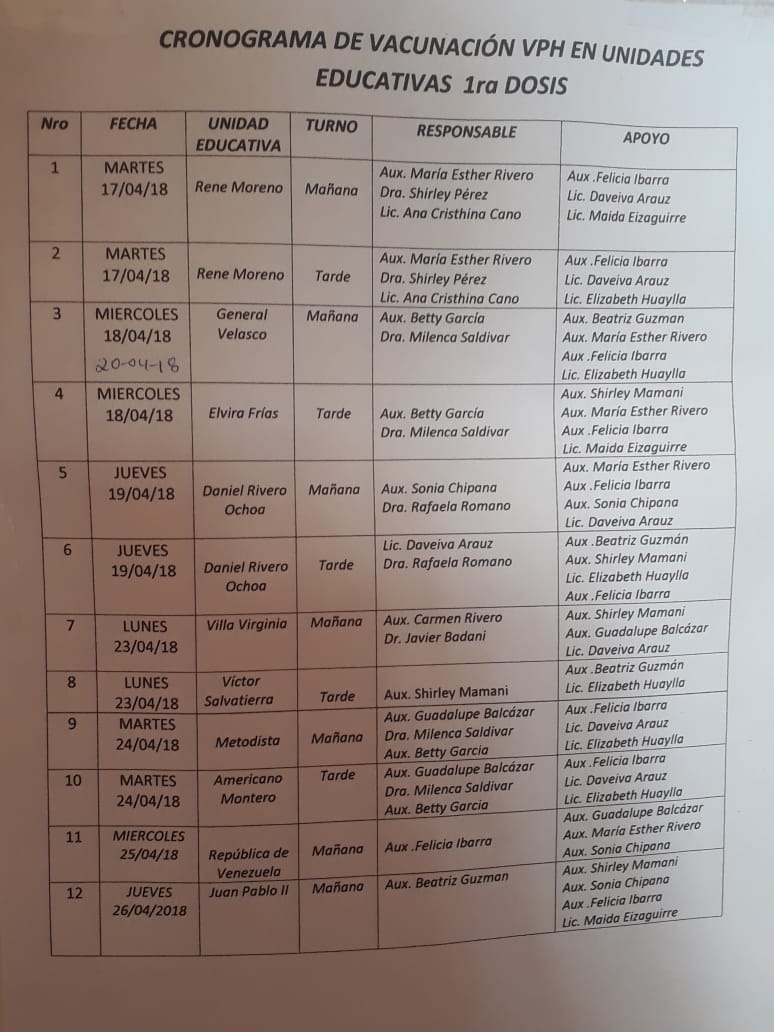 CRONOGRAMA DE VACUNACIÓN VPH EN UNIDADES
EDUCATIVAS 1ra DOSIS
Nro FECHA UNIDAD EDUCATIVA TURNO RESPONSABLE APOYO
1 MARTES 17/04/18 Rene Moreno Mañana
Aux. María Esther Rivero
Dra. Shirley Pérez
Lic. Ana Cristhina Cano
Aux .Felicia Ibarra
Lic. Daveiva Arauz
Lic. Maida Eizaguirre
2 MARTES 17/04/18 Rene Moreno Tarde
Aux. María Esther Rivero
Dra. Shirley Pérez
Lic. Ana Cristhina Cano
Aux .Felicia Ibarra
Lic. Daveiva Arauz
Lic. Elizabeth Huaylla
3 MIERCOLES 18/04/18 20-04-18 General Velasco Mañana
Aux. Betty García
Dra. Milenca Saldivar
Aux. Beatriz Guzman
Aux. María Esther Rivero
Aux .Felicia Ibarra
Lic. Elizabeth Huaylla
4 MIERCOLES 18/04/18 Elvira Frías Tarde
Aux. Betty García
Dra. Milenca Saldivar
Aux. Shirley Mamani
Aux. María Esther Rivero
Aux .Felicia Ibarra
Lic. Maida Eizaguirre
5 JUEVES 19/04/18 Daniel Rivero Ochoa Mañana
Aux. Sonia Chipana
Dra. Rafaela Romano
Aux. María Esther Rivero
Aux .Felicia Ibarra
Aux. Sonia Chipana
Lic. Daveiva Arauz
6 JUEVES 19/04/18 Daniel Rivero Ochoa Tarde
Lic. Daveiva Arauz
Dra. Rafaela Romano
Aux .Beatriz Guzmán
Aux. Shirley Mamani
Lic. Elizabeth Huaylla
Aux .Felicia Ibarra
7 LUNES 23/04/18 Villa Virginia Mañana
Aux. Carmen Rivero
Dr. Javier Badani
Aux. Shirley Mamani
Aux. Guadalupe Balcázar
Lic. Daveiva Arauz
8 LUNES 23/04/18 Víctor Salvatierra Tarde
Aux. Shirley Mamani
Aux .Beatriz Guzmán
Lic. Elizabeth Huaylla
9 MARTES 24/04/18 Metodista Mañana
Aux. Guadalupe Balcázar
Dra. Milenca Saldivar
Aux. Betty Garcia
Aux .Felicia Ibarra
Lic. Daveiva Arauz
Lic. Elizabeth Huaylla
10 MARTES 24/04/18 Americano Montero Tarde
Aux. Guadalupe Balcázar
Dra. Milenca Saldivar
Aux. Betty Garcia
Aux .Felicia Ibarra
Lic. Daveiva Arauz
Lic. Elizabeth Huaylla
11 MIERCOLES 25/04/18 República de Venezuela Mañana
Aux .Felicia Ibarra
Aux. Guadalupe Balcázar
Aux. María Esther Rivero
Aux. Sonia Chipana
12 JUEVES 26/04/2018 Juan Pablo II Mañana
Aux. Beatriz Guzman
Aux. Shirley Mamani
Aux. Sonia Chipana
Aux .Felicia Ibarra
Lic. Maida Eizaguirre